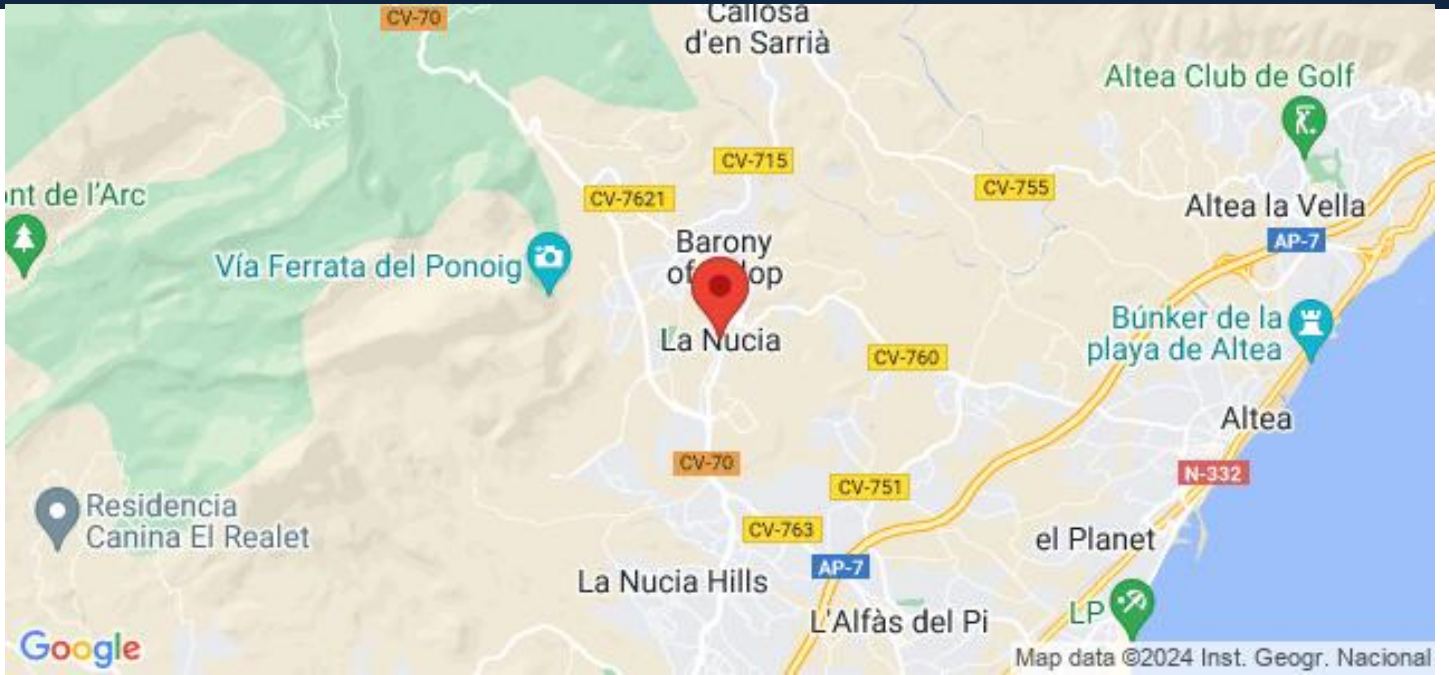 CV-70
Callosa
d'en Sarrià
Altea Club de Golf
CV-715
CV-755
nt de l'Arc
CV-7621
Altea la Vella
Barony
of lop
AP-7
Vía Ferrata del Ponoig
La Nucia
Búnker de la
playa de Altea
CV-760
Altea
CV-70
N-332
CV-751
Residencia
Canina El Realet
CV-763
el Planet
AP-7
La Nucia Hills
L'Alfàs del Pi
LP
Google
Map data ©2024 Inst. Geogr. Nacional